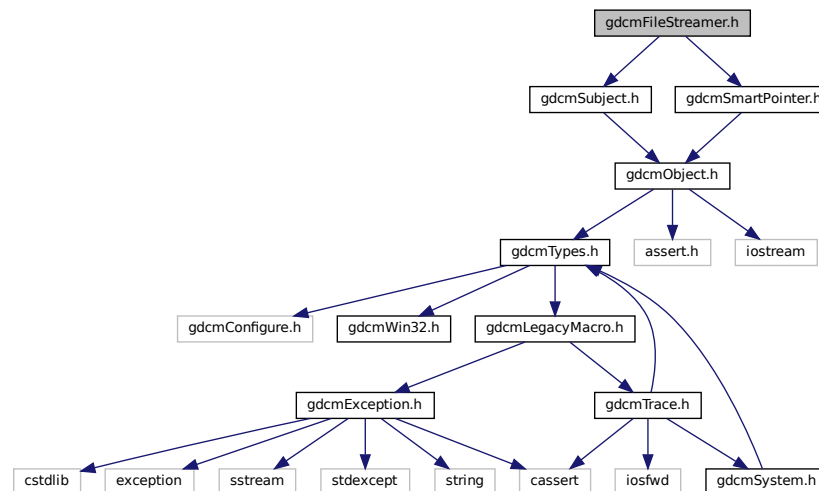 gdcmFileStreamer.h
gdcmSubject.h
gdcmSmartPointer.h
gdcmObject.h
gdcmTypes.h
assert.h
iostream
gdcmConfigure.h
gdcmWin32.h
gdcmLegacyMacro.h
gdcmException.h
gdcmTrace.h
cstdlib
exception
sstream
stdexcept
string
cassert
iosfwd
gdcmSystem.h